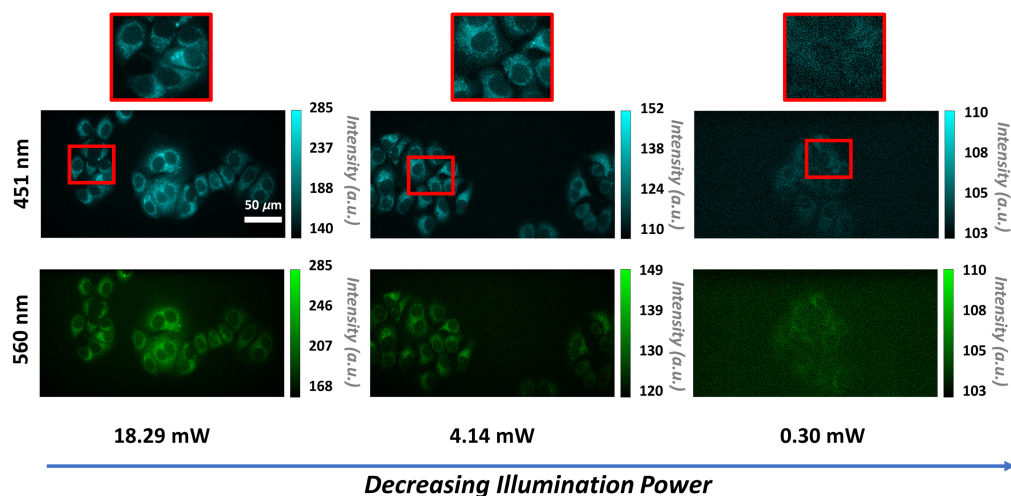 451 nm
285
237
188
140
Intensity (a.u.)
50 µm
152
138
124
110
Intensity (a.u.)
110
108
105
103
Intensity (a.u.)
560 nm
285
246
207
168
Intensity (a.u.)
149
139
130
120
Intensity (a.u.)
110
108
105
103
Intensity (a.u.)
18.29 mW
4.14 mW
0.30 mW
Decreasing Illumination Power